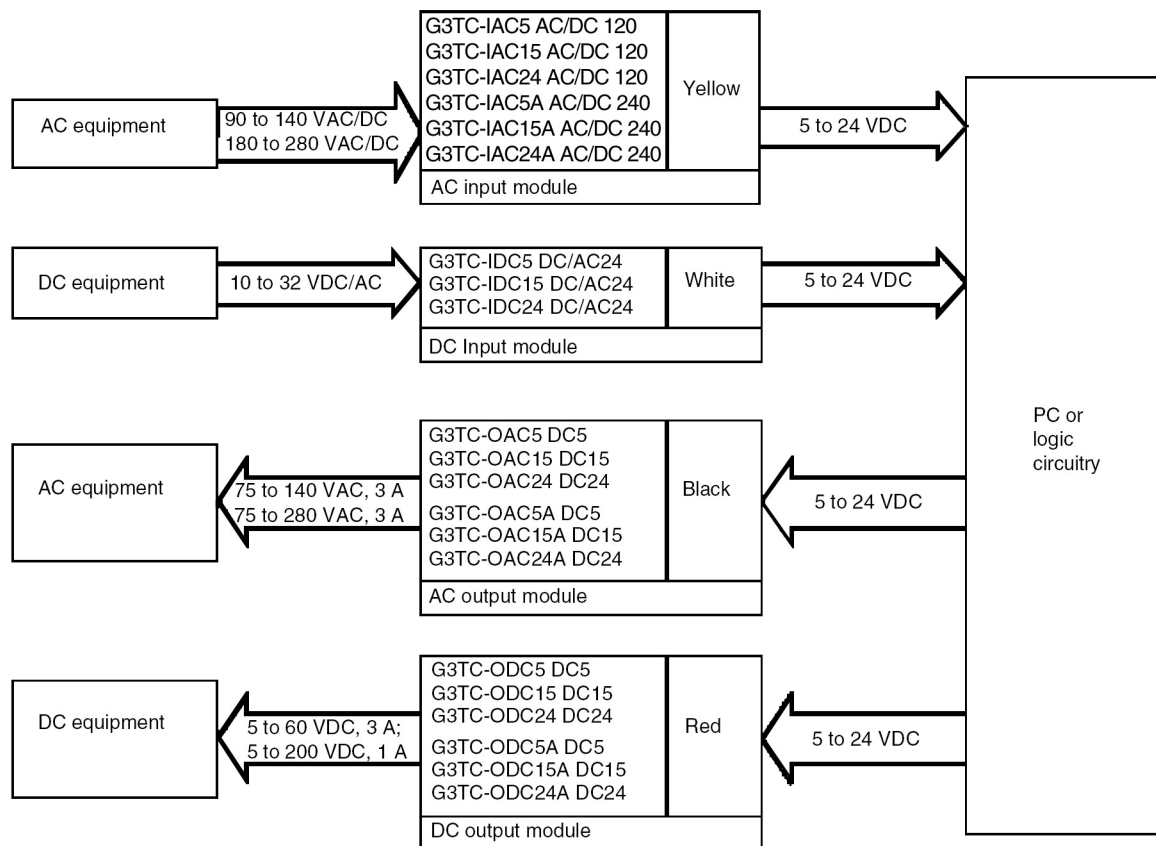 AC equipment
90 to 140 VAC/DC
180 to 280 VAC/DC
G3TC-IAC5 AC/DC 120
G3TC-IAC15 AC/DC 120
G3TC-IAC24 AC/DC 120
G3TC-IAC5A AC/DC 240
G3TC-IAC15A AC/DC 240
G3TC-IAC24A AC/DC 240
Yellow
AC input module
5 to 24 VDC
DC equipment
10 to 32 VDC/AC
G3TC-IDC5 DC/AC24
G3TC-IDC15 DC/AC24
G3TC-IDC24 DC/AC24
White
DC Input module
5 to 24 VDC
PC or
logic
circuitry
AC equipment
75 to 140 VAC, 3 A
75 to 280 VAC, 3 A
G3TC-OAC5 DC5
G3TC-OAC15 DC15
G3TC-OAC24 DC24
G3TC-OAC5A DC5
G3TC-OAC15A DC15
G3TC-OAC24A DC24
Black
AC output module
5 to 24 VDC
DC equipment
5 to 60 VDC, 3 A;
5 to 200 VDC, 1 A
G3TC-ODC5 DC5
G3TC-ODC15 DC15
G3TC-ODC24 DC24
G3TC-ODC5A DC5
G3TC-ODC15A DC15
G3TC-ODC24A DC24
Red
DC output module
5 to 24 VDC